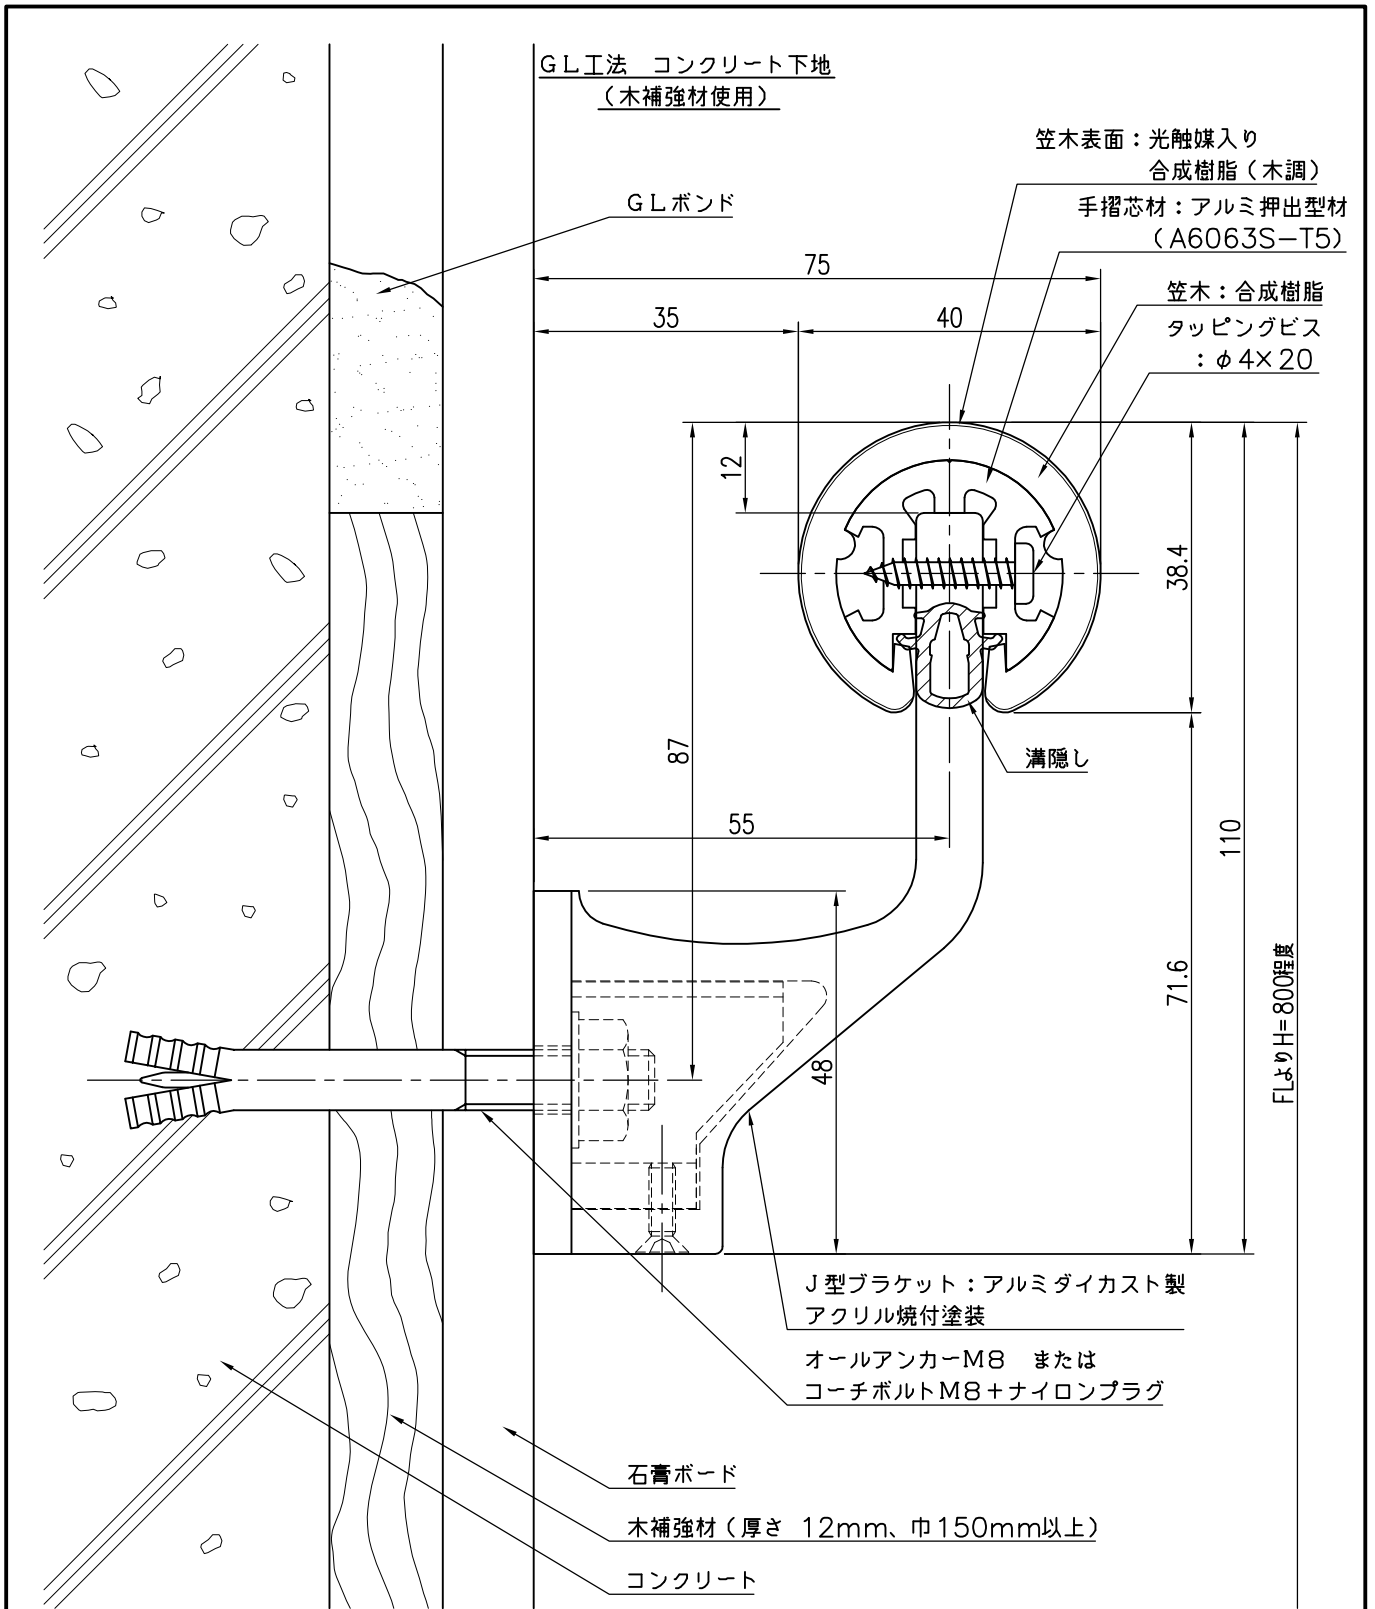 ＧＬ工法　コンクリート下地
（木補強材使用）
笠木表面：光触媒入り
合成樹脂（木調）
ＧＬボンド
手摺芯材：アルミ押出型材
（A6063S−T5）
75
笠木：合成樹脂
35
40
タッピングビス
：φ4×20
12
38.4
87
溝隠し
55
110
48
71.6
FLよりH=800程度
Ｊ型ブラケット：アルミダイカスト製
アクリル焼付塗装
オールアンカーM８　または
コーチボルトM８＋ナイロンプラグ
石膏ボード
木補強材（厚さ 12mm、巾150mm以上）
コンクリート